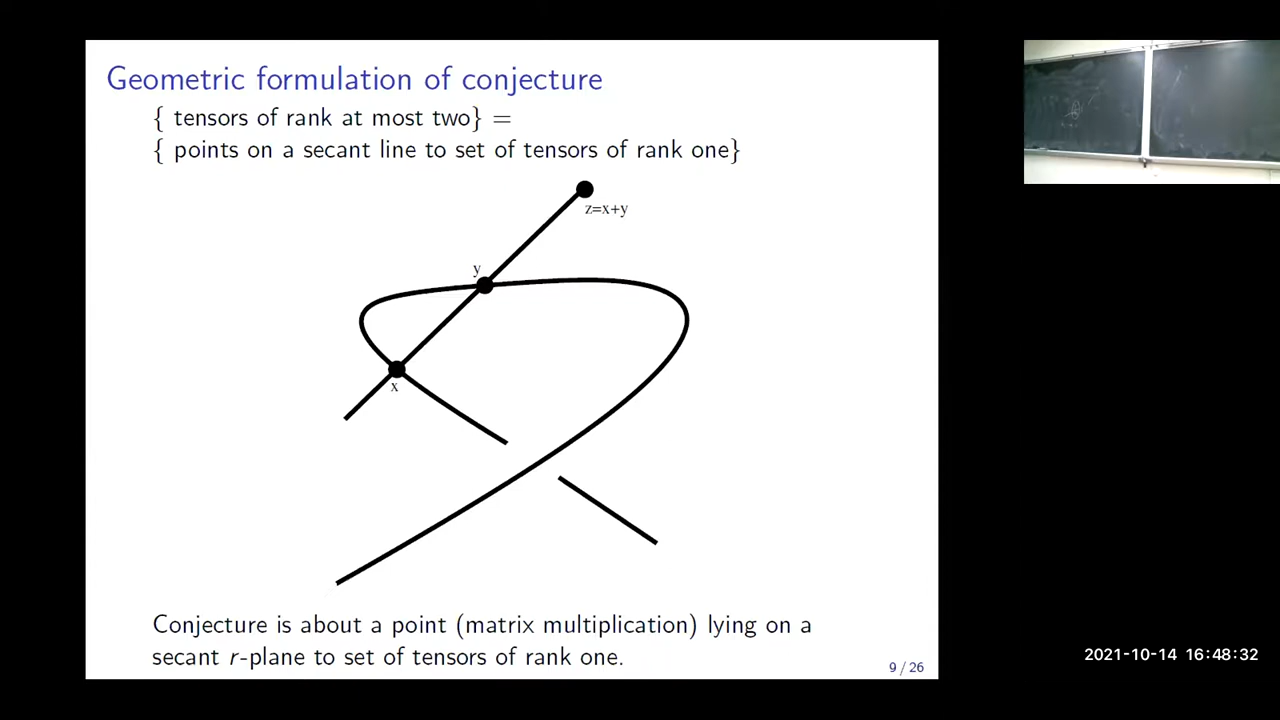 Geometric formulation of conjecture
{ tensors of rank at most two} =
{ points on a secant line to set of tensors of rank one}
z=x+y
y
x
Conjecture is about a point (matrix multiplication) lying on a
secant r-plane to set of tensors of rank one.
9 / 26
2021-10-14 16:48:32